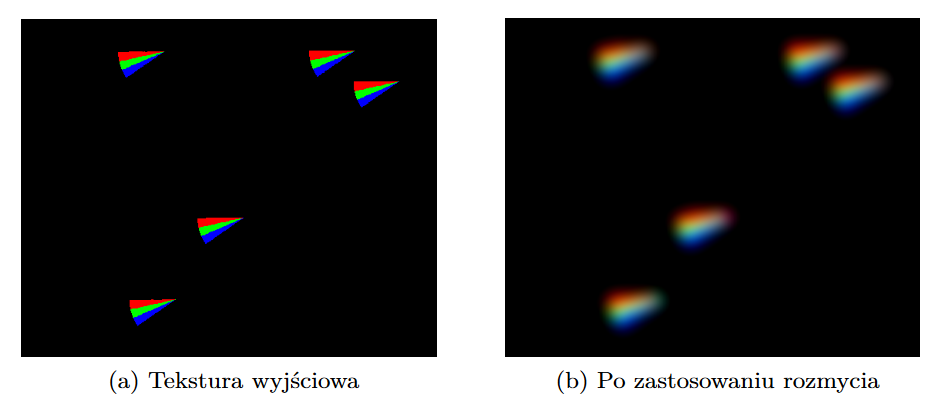 (a) Tekstura wyjściowa
(b) Po zastosowaniu rozmycia